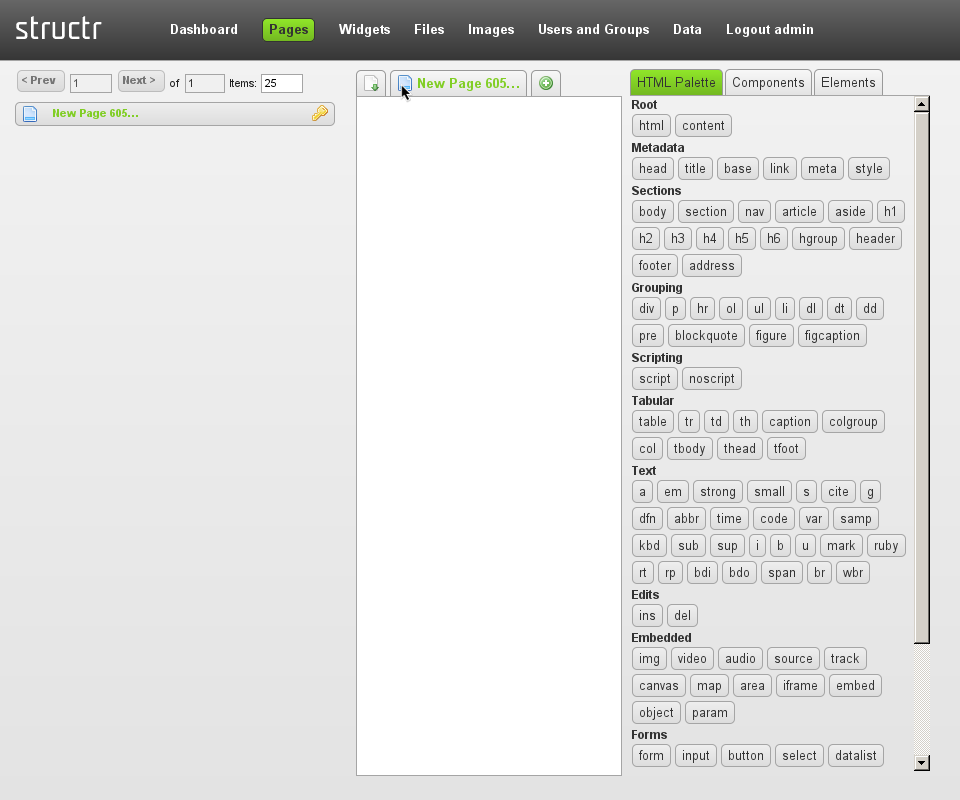 structr Dashboard Pages Widgets Files Images Users and Groups Data Logout admin
< Prev 1 Next > of 1 Items: 25
New Page 605...
New Page 605...
HTML Palette Components Elements
Root
html content
Metadata
head title base link meta style
Sections
body section nav article aside h1
h2 h3 h4 h5 h6 hgroup header
footer address
Grouping
div p hr ol ul li dl dt dd
pre blockquote figure figcaption
Scripting
script noscript
Tabular
table tr td th caption colgroup
col tbody thead tfoot
Text
a em strong small s cite g
dfn abbr time code var samp
kbd sub sup i b u mark ruby
rt rp bdi bdo span br wbr
Edits
ins del
Embedded
img video audio source track
canvas map area iframe embed
object param
Forms
form input button select datalist